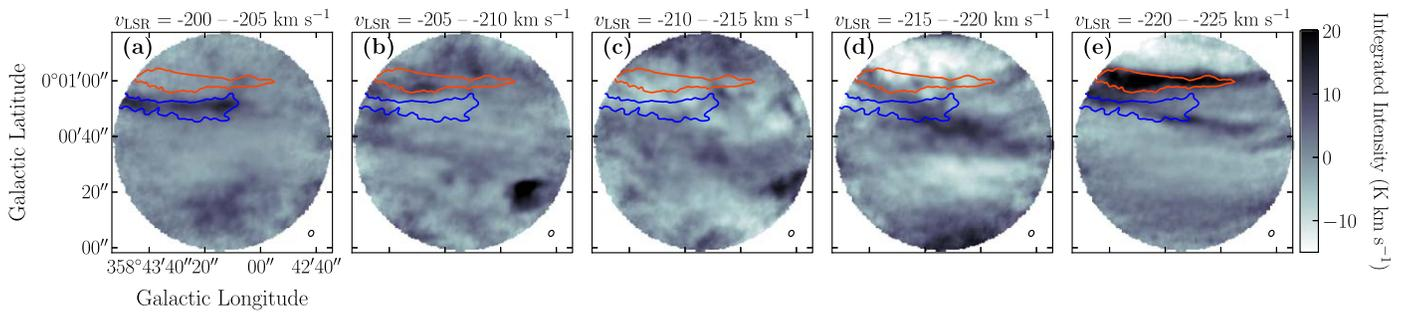 v_LSR = -200 – -205 km s⁻¹
v_LSR = -205 – -210 km s⁻¹
v_LSR = -210 – -215 km s⁻¹
v_LSR = -215 – -220 km s⁻¹
v_LSR = -220 – -225 km s⁻¹
(a)
(b)
(c)
(d)
(e)
Galactic Latitude
0°01′00″
00′40″
20″
00″
358°43′40″20″ 00″ 42′40″
Galactic Longitude
20
10
0
−10
Integrated Intensity (K km s⁻¹)